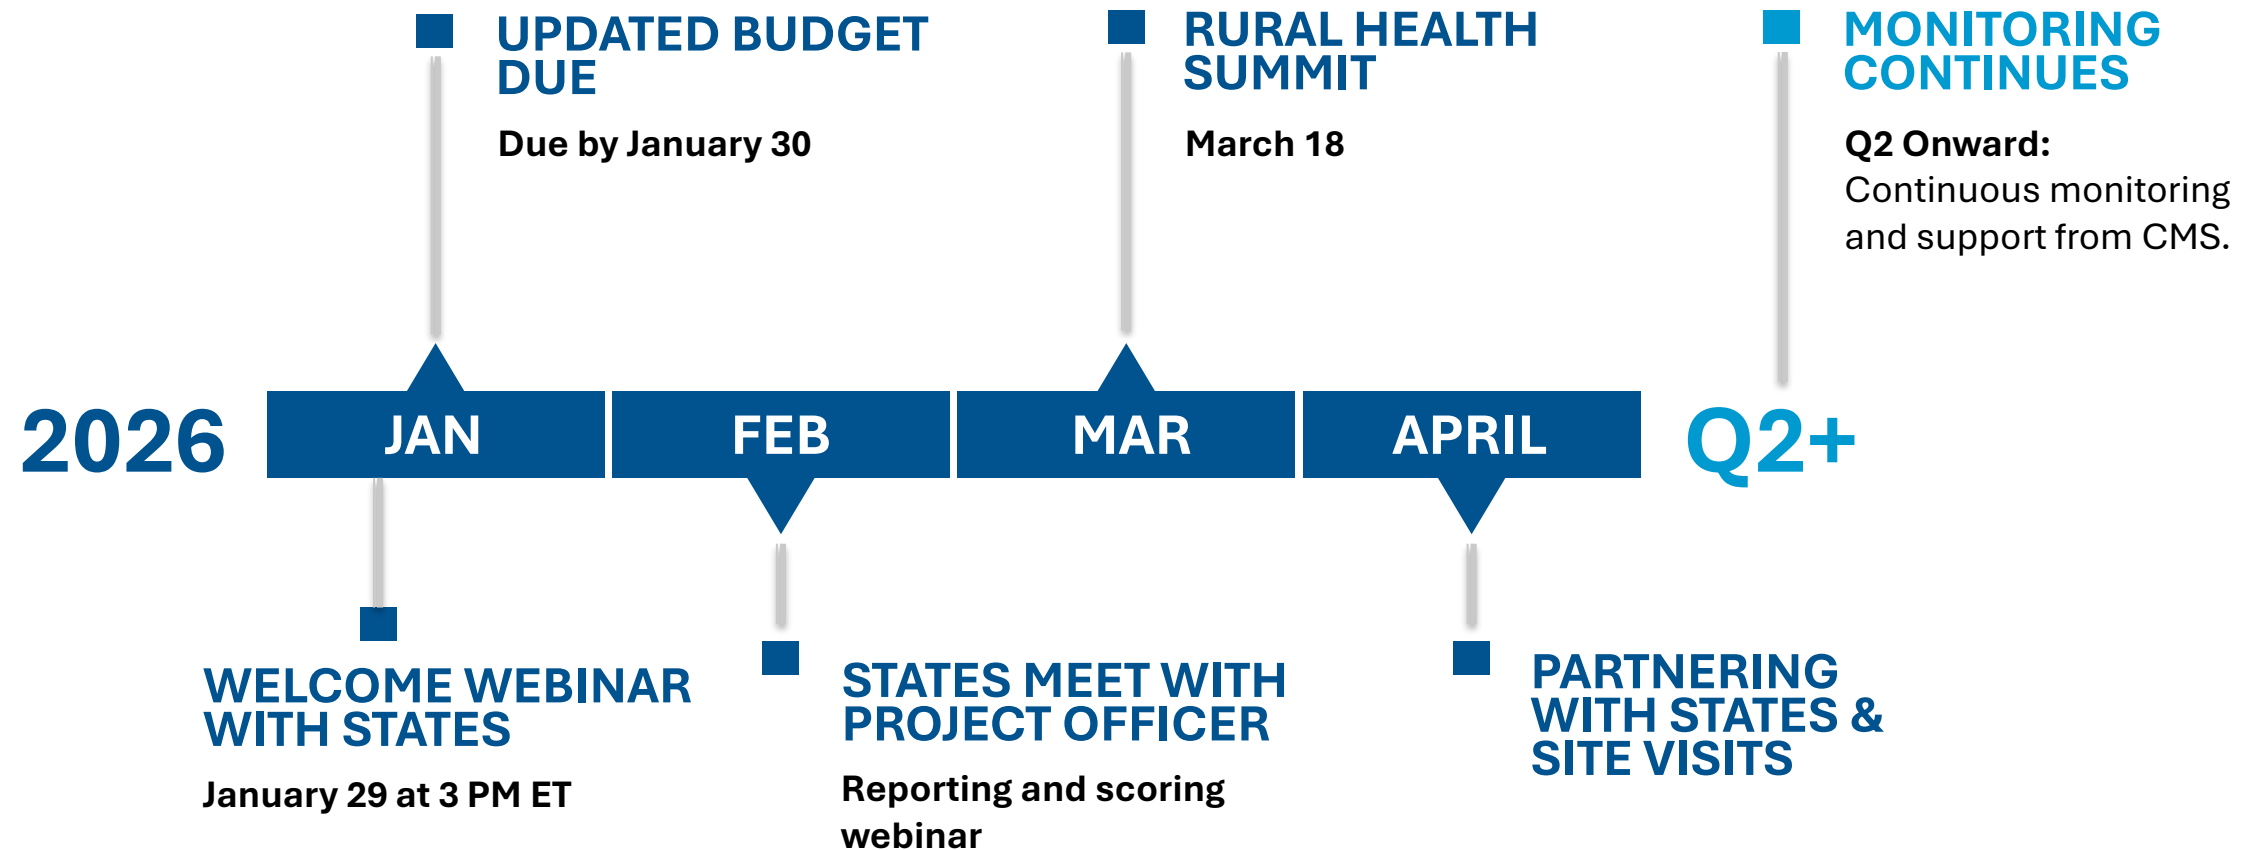 UPDATED BUDGET
DUE
Due by January 30
RURAL HEALTH
SUMMIT
March 18
MONITORING
CONTINUES
Q2 Onward:
Continuous monitoring
and support from CMS.
2026
JAN
FEB
MAR
APRIL
Q2+
WELCOME WEBINAR
WITH STATES
January 29 at 3 PM ET
STATES MEET WITH
PROJECT OFFICER
Reporting and scoring
webinar
PARTNERING
WITH STATES &
SITE VISITS